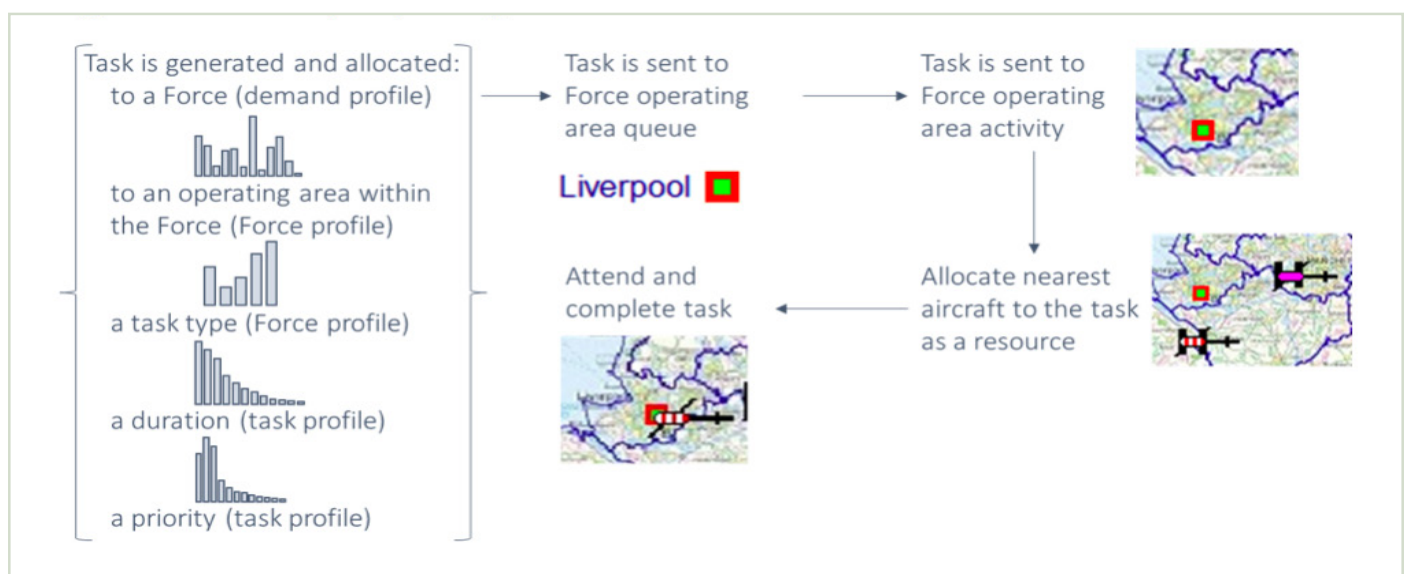 Task is generated and allocated:
to a Force (demand profile)
to an operating area within
the Force (Force profile)
a task type (Force profile)
a duration (task profile)
a priority (task profile)
Task is sent to
Force operating
area queue
Liverpool
Task is sent to
Force operating
area activity
Allocate nearest
aircraft to the task
as a resource
Attend and
complete task